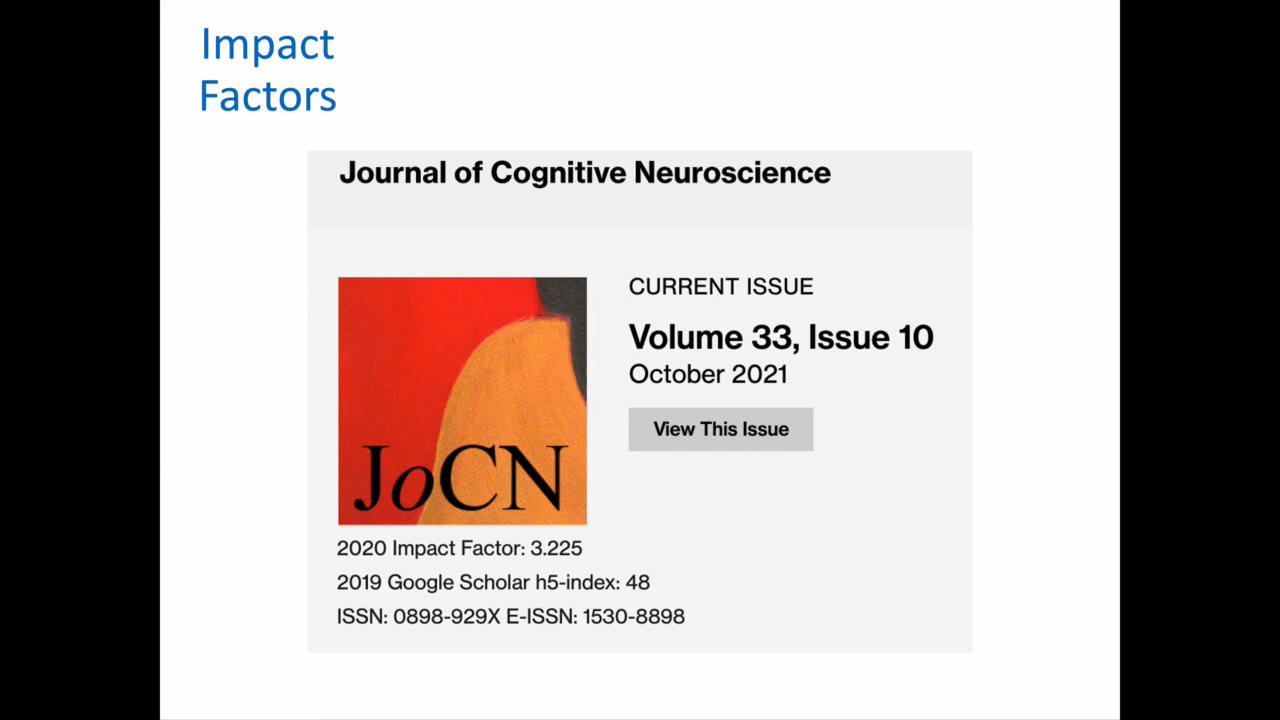 Impact
Factors
Journal of Cognitive Neuroscience
CURRENT ISSUE
Volume 33, Issue 10
October 2021
View This Issue
JoCN
2020 Impact Factor: 3.225
2019 Google Scholar h5-index: 48
ISSN: 0898-929X E-ISSN: 1530-8898